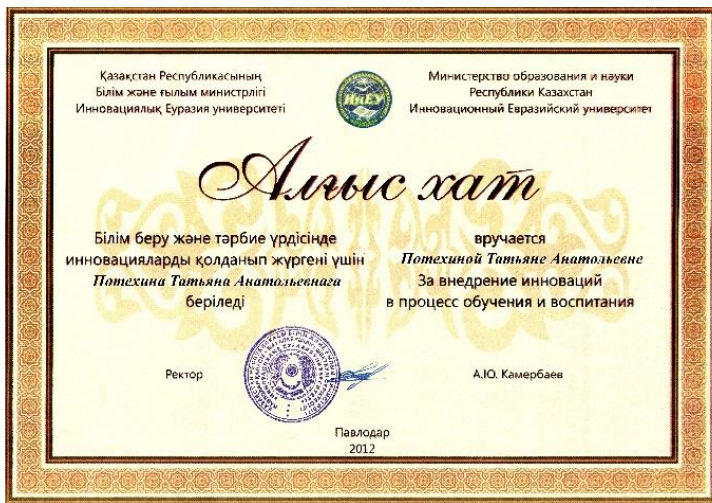 Қазақстан Республикасының
Білім және ғылым министрлігі
Инновациялық Еуразия университеті
ИнЕУ
Министерство образования и науки
Республики Казахстан
Инновационный Евразийский университет
Алғыс хат
Білім беру және тәрбие үрдісінде
инновацияларды қолданып жүргені үшін
Потехина Татьяна Анатольевнаға
беріледі
вручается
Потехиной Татьяне Анатольевне
За внедрение инноваций
в процесс обучения и воспитания
Ректор
А.Ю. Камербаев
Павлодар
2012